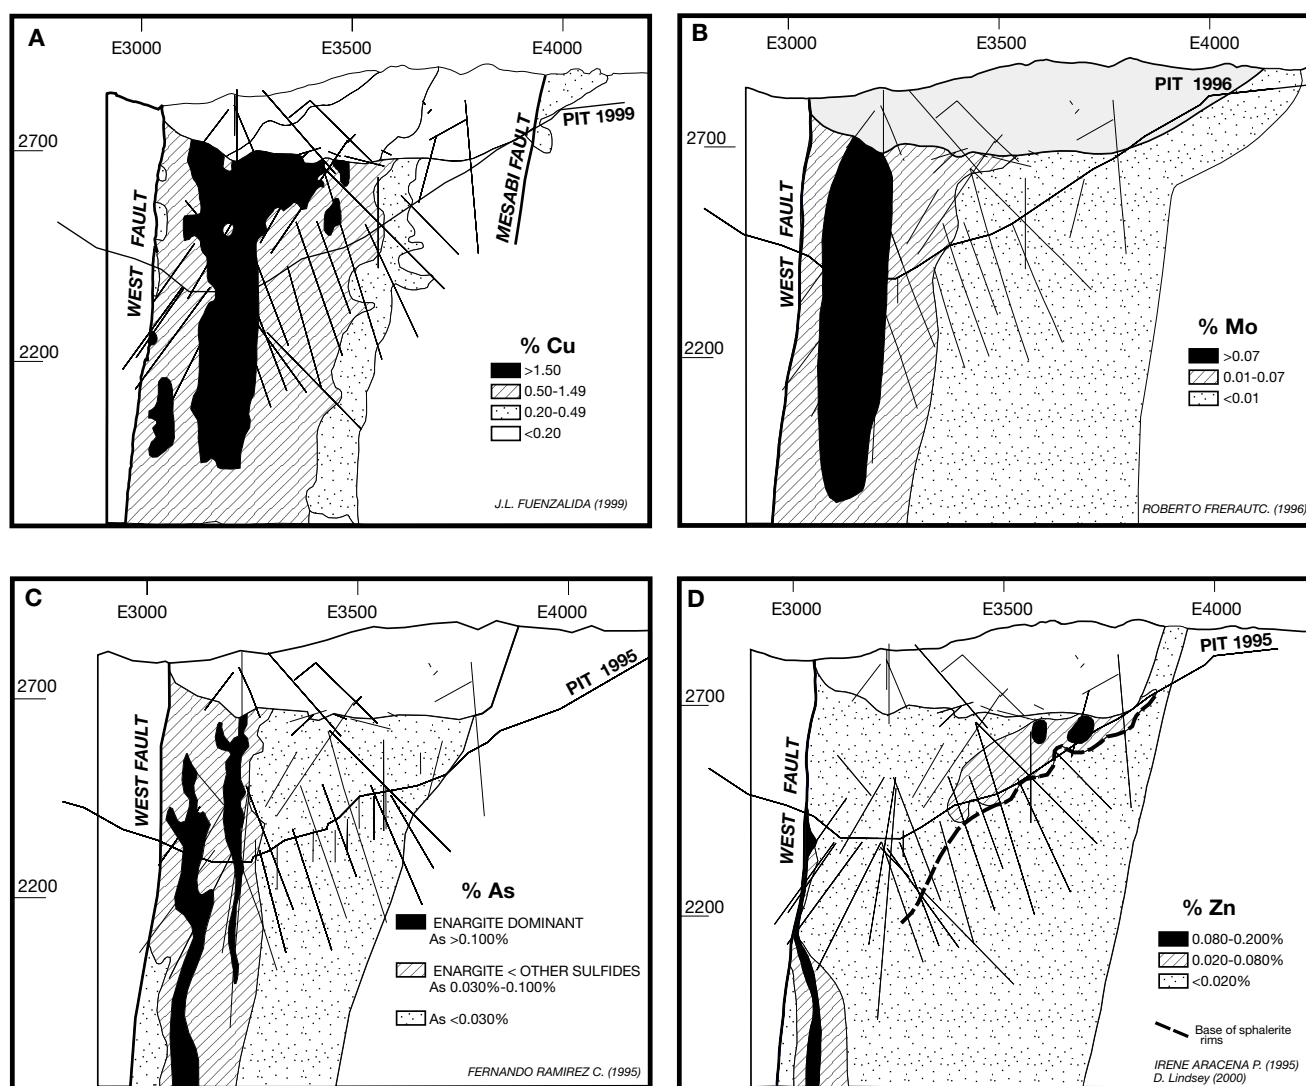 A
E3000
E3500
E4000
2700
2200
WEST FAULT
MESABI FAULT
PIT 1999
% Cu
>1.50
0.50-1.49
0.20-0.49
<0.20
J.L. FUENZALIDA (1999)
B
E3000
E3500
E4000
2700
2200
WEST FAULT
PIT 1996
% Mo
>0.07
0.01-0.07
<0.01
ROBERTO FRERAUTC. (1996)
C
E3000
E3500
E4000
2700
2200
WEST FAULT
PIT 1995
% As
ENARGITE DOMINANT
As >0.100%
ENARGITE < OTHER SULFIDES
As 0.030%-0.100%
As <0.030%
FERNANDO RAMIREZ C. (1995)
D
E3000
E3500
E4000
2700
2200
WEST FAULT
PIT 1995
% Zn
0.080-0.200%
0.020-0.080%
<0.020%
Base of sphalerite
rims
IRENE ARACENA P. (1995)
D. Lindsey (2000)